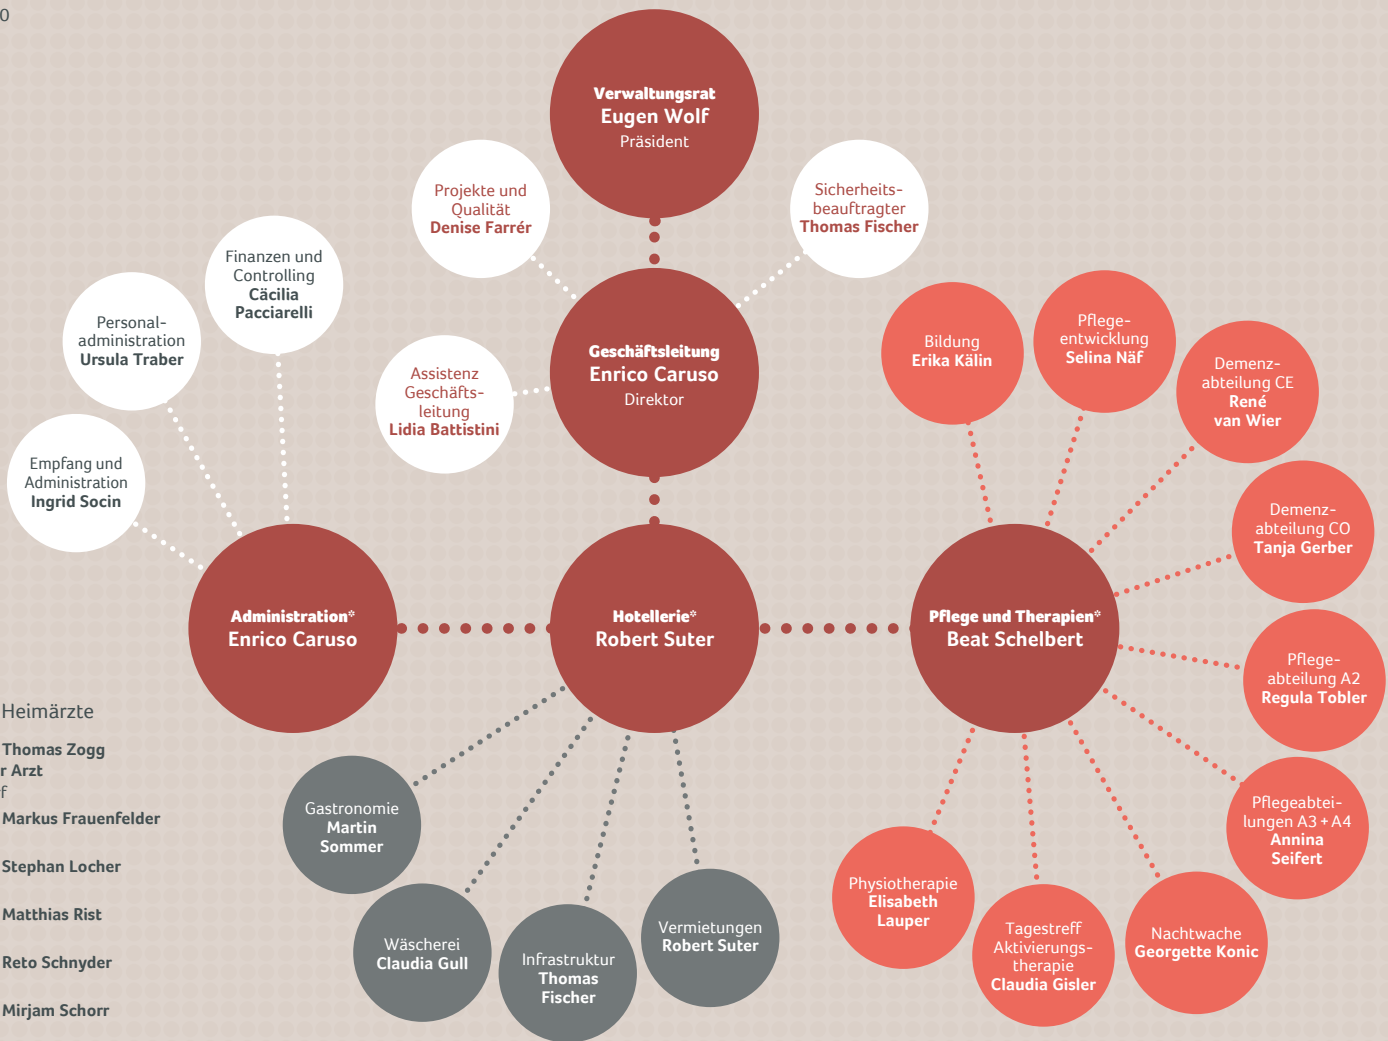 0
Verwaltungsrat
Eugen Wolf
Präsident
Projekte und
Qualität
Denise Farrér
Sicherheits-
beauftragter
Thomas Fischer
Finanzen und
Controlling
Cäcilia
Pacciarelli
Personal-
administration
Ursula Traber
Geschäftsleitung
Enrico Caruso
Direktor
Assistenz
Geschäfts-
leitung
Lidia Battistini
Bildung
Erika Kälin
Pflege-
entwicklung
Selina Näf
Demenz-
abteilung CE
René
van Wier
Empfang und
Administration
Ingrid Socin
Demenz-
abteilung CO
Tanja Gerber
Administration*
Enrico Caruso
Hotellerie*
Robert Suter
Pflege und Therapien*
Beat Schelbert
Pflege-
abteilung A2
Regula Tobler
Heimärzte
Thomas Zogg
r Arzt
f
Markus Frauenfelder
Stephan Locher
Matthias Rist
Reto Schnyder
Mirjam Schorr
Gastronomie
Martin
Sommer
Wäscherei
Claudia Gull
Infrastruktur
Thomas
Fischer
Vermietungen
Robert Suter
Physiotherapie
Elisabeth
Lauper
Tagestreff
Aktivierungs-
therapie
Claudia Gisler
Nachtwache
Georgette Konic
Pflegeabtei-
lungen A3 + A4
Annina
Seifert